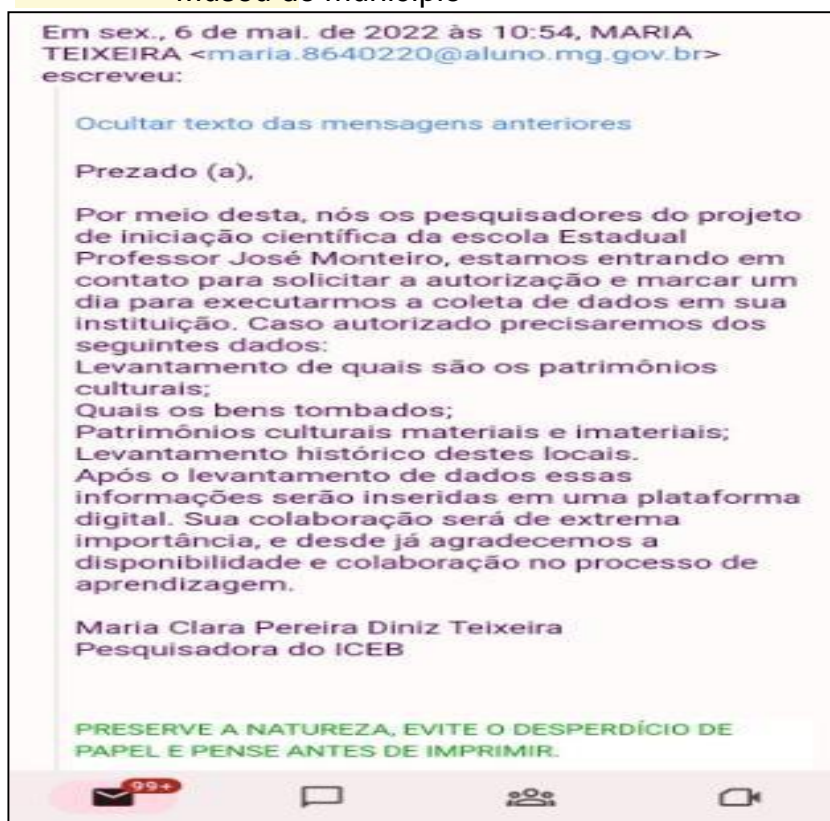 Museu do município
Em sex., 6 de mai. de 2022 às 10:54, MARIA
TEIXEIRA <maria.8640220@aluno.mg.gov.br>
escreveu:
Ocultar texto das mensagens anteriores
Prezado (a),
Por meio desta, nós os pesquisadores do projeto
de iniciação científica da escola Estadual
Professor José Monteiro, estamos entrando em
contato para solicitar a autorização e marcar um
dia para executarmos a coleta de dados em sua
instituição. Caso autorizado precisaremos dos
seguintes dados:
Levantamento de quais são os patrimônios
culturais;
Quais os bens tombados;
Patrimônios culturais materiais e imateriais;
Levantamento histórico destes locais.
Após o levantamento de dados essas
informações serão inseridas em uma plataforma
digital. Sua colaboração será de extrema
importância, e desde já agradecemos a
disponibilidade e colaboração no processo de
aprendizagem.
Maria Clara Pereira Diniz Teixeira
Pesquisadora do ICEB
PRESERVE A NATUREZA, EVITE O DESPERDÍCIO DE
PAPEL E PENSE ANTES DE IMPRIMIR.
99+